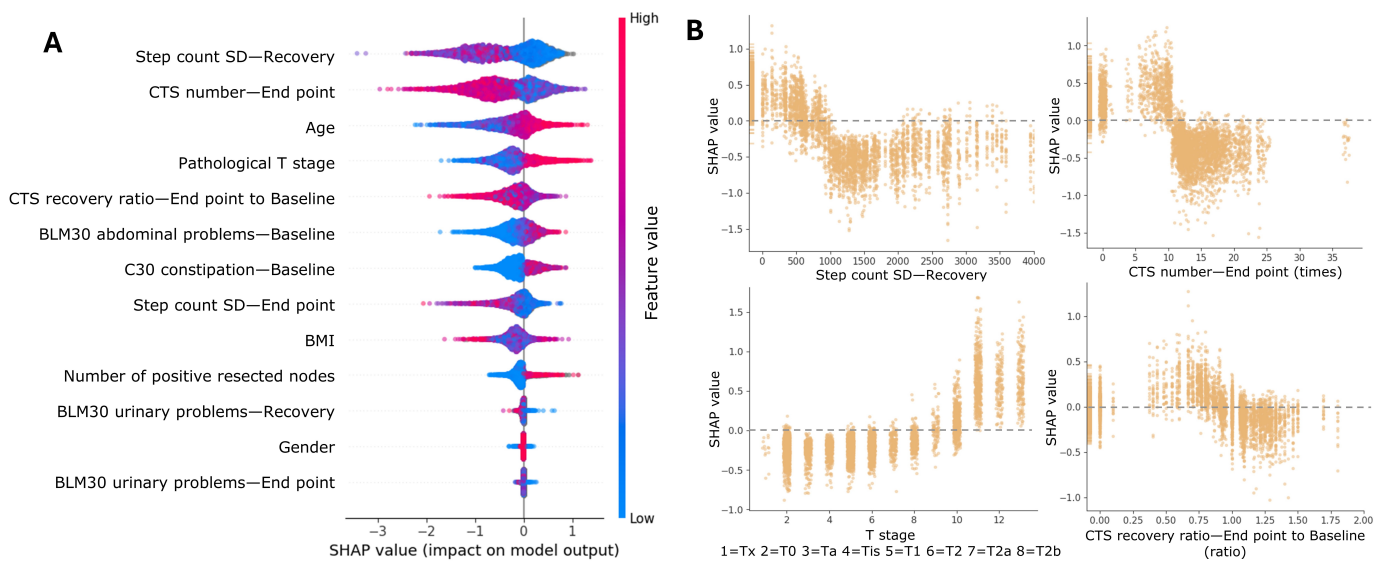 A
Step count SD—Recovery
CTS number—End point
Age
Pathological T stage
CTS recovery ratio—End point to Baseline
BLM30 abdominal problems—Baseline
C30 constipation—Baseline
Step count SD—End point
BMI
Number of positive resected nodes
BLM30 urinary problems—Recovery
Gender
BLM30 urinary problems—End point
−3 −2 −1 0 1
SHAP value (impact on model output)
High
Feature value
Low
B
SHAP value
1.0
0.5
0.0
−0.5
−1.0
−1.5
0 500 1000 1500 2000 2500 3000 3500 4000
Step count SD—Recovery
SHAP value
1.0
0.5
0.0
−0.5
−1.0
−1.5
0 5 10 15 20 25 30 35
CTS number—End point (times)
SHAP value
1.5
1.0
0.5
0.0
−0.5
−1.0
2 4 6 8 10 12
T stage
1=Tx 2=T0 3=Ta 4=Tis 5=T1 6=T2 7=T2a 8=T2b
SHAP value
1.0
0.5
0.0
−0.5
−1.0
0.00 0.25 0.50 0.75 1.00 1.25 1.50 1.75 2.00
CTS recovery ratio—End point to Baseline
(ratio)